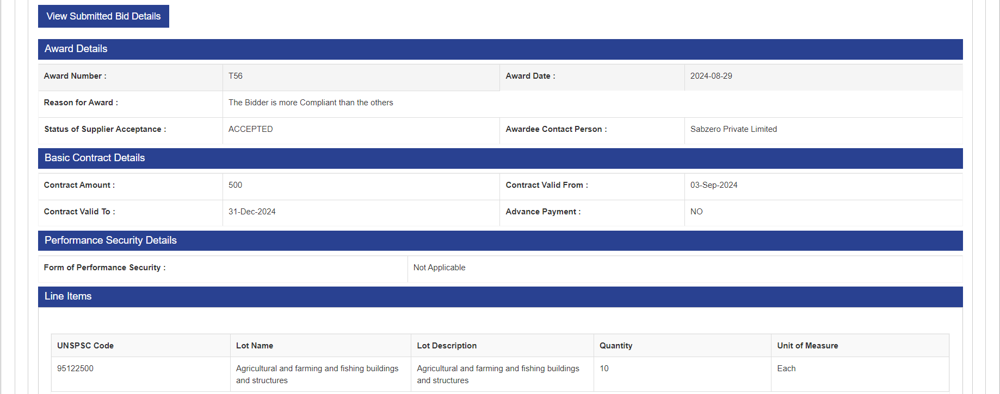 View Submitted Bid Details
Award Details
Award Number : T56 Award Date : 2024-08-29
Reason for Award : The Bidder is more Compliant than the others
Status of Supplier Acceptance : ACCEPTED Awardee Contact Person : Sabzero Private Limited
Basic Contract Details
Contract Amount : 500 Contract Valid From : 03-Sep-2024
Contract Valid To : 31-Dec-2024 Advance Payment : NO
Performance Security Details
Form of Performance Security : Not Applicable
Line Items
UNSPSC Code Lot Name Lot Description Quantity Unit of Measure
95122500 Agricultural and farming and fishing buildings Agricultural and farming and fishing buildings 10 Each
and structures and structures